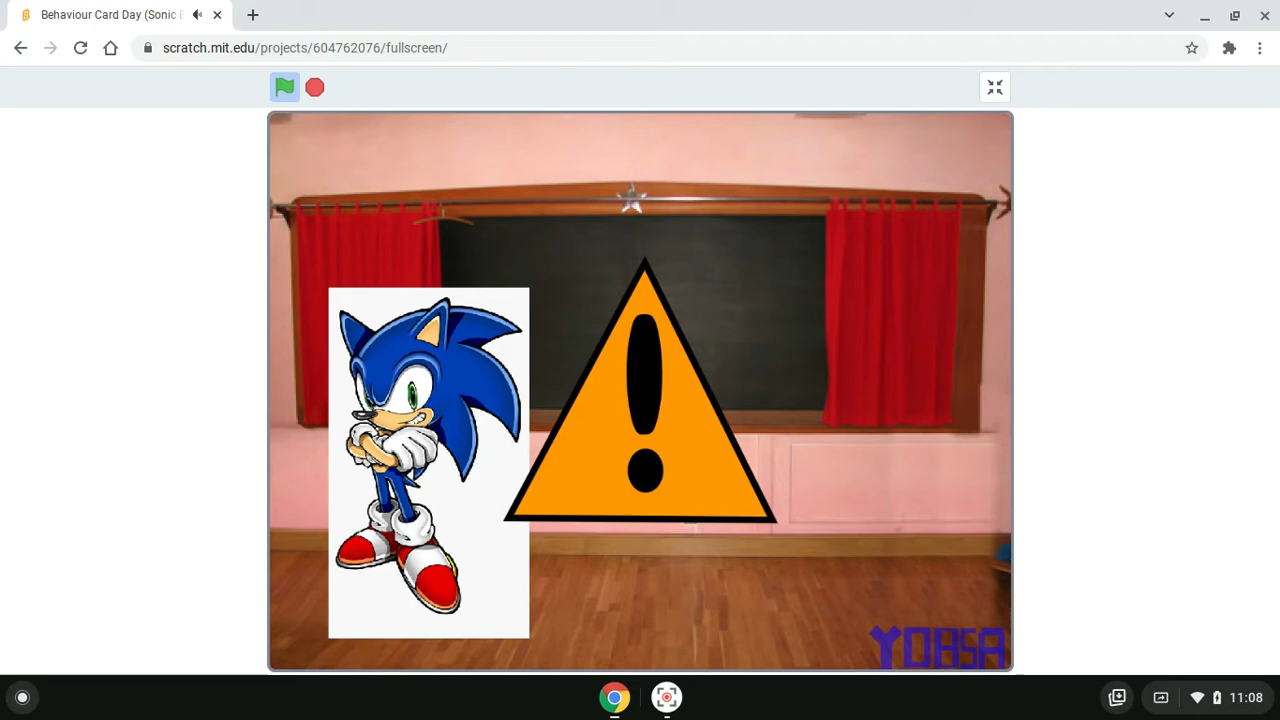 Behaviour Card Day (Sonic E
scratch.mit.edu/projects/604762076/fullscreen/
!
YOBSA
11:08